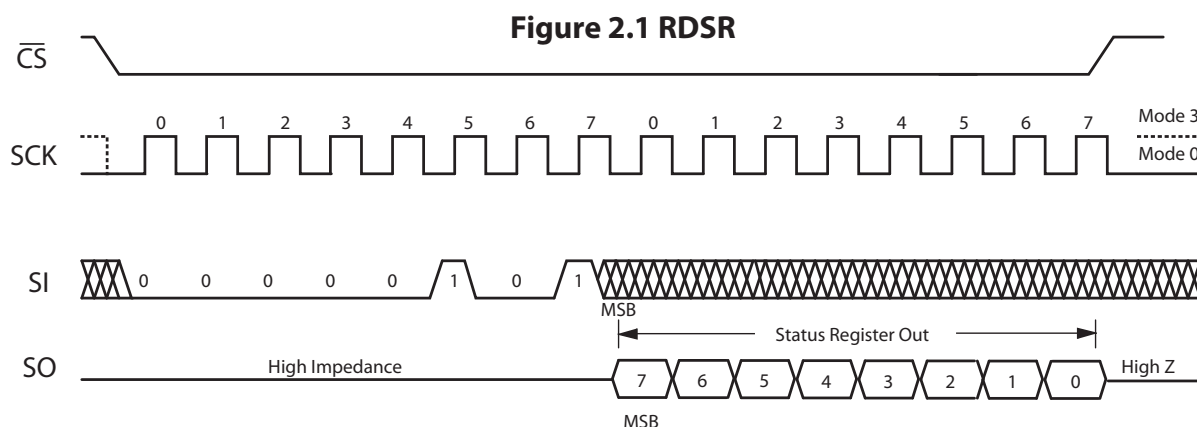 Figure 2.1 RDSR
CS
0 1 2 3 4 5 6 7 0 1 2 3 4 5 6 7
Mode 3
SCK
Mode 0
SI
0 0 0 0 0 1 0 1
MSB
Status Register Out
SO
High Impedance
7 6 5 4 3 2 1 0
High Z
MSB